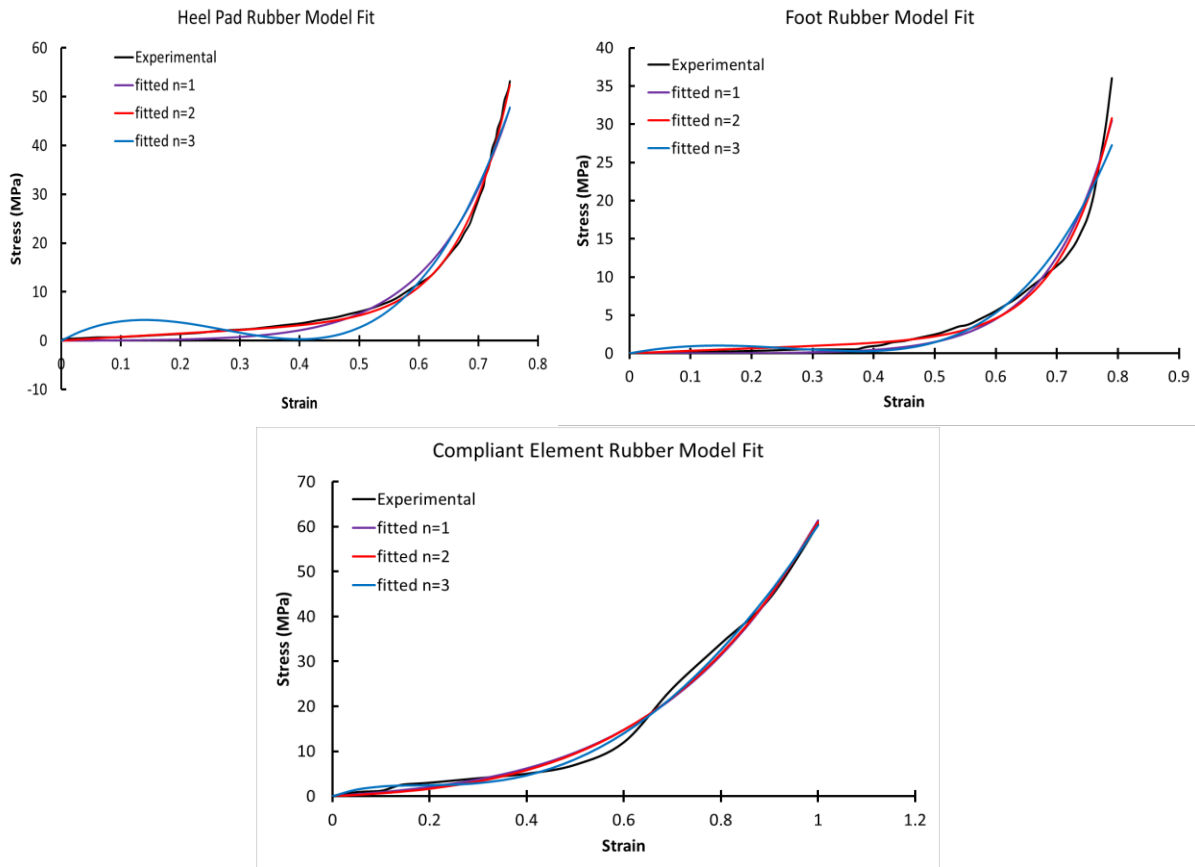 Heel Pad Rubber Model Fit
60
50
40
30
20
10
0
-10
Stress (MPa)
Experimental
fitted n=1
fitted n=2
fitted n=3
0 0.1 0.2 0.3 0.4 0.5 0.6 0.7 0.8
Strain
Foot Rubber Model Fit
40
35
30
25
20
15
10
5
0
Stress (MPa)
Experimental
fitted n=1
fitted n=2
fitted n=3
0 0.1 0.2 0.3 0.4 0.5 0.6 0.7 0.8 0.9
Strain
Compliant Element Rubber Model Fit
70
60
50
40
30
20
10
0
Stress (MPa)
Experimental
fitted n=1
fitted n=2
fitted n=3
0 0.2 0.4 0.6 0.8 1 1.2
Strain